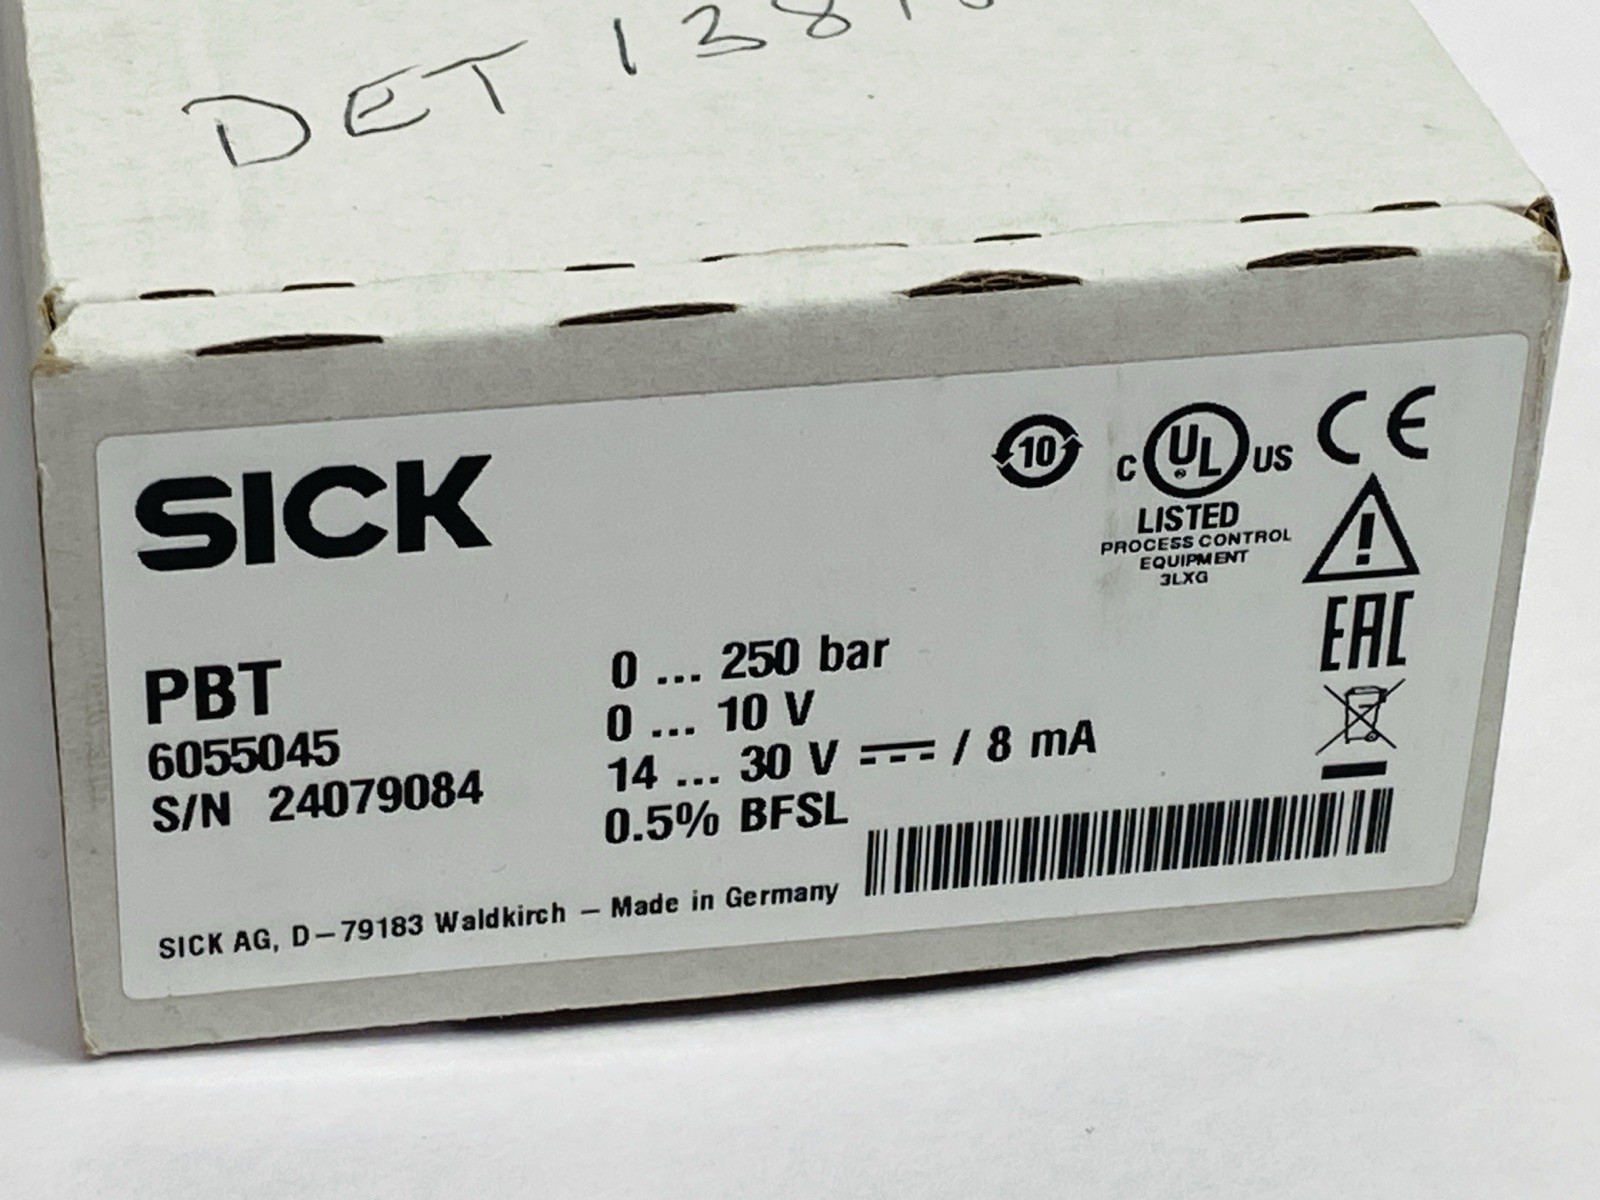 DET 138
SICK
10
C UL US
LISTED
PROCESS CONTROL
EQUIPMENT
3LXG
CE
EAC
PBT
6055045
S/N 24079084
0 ... 250 bar
0 ... 10 V
14 ... 30 V ⎓ / 8 mA
0.5% BFSL
SICK AG, D–79183 Waldkirch – Made in Germany